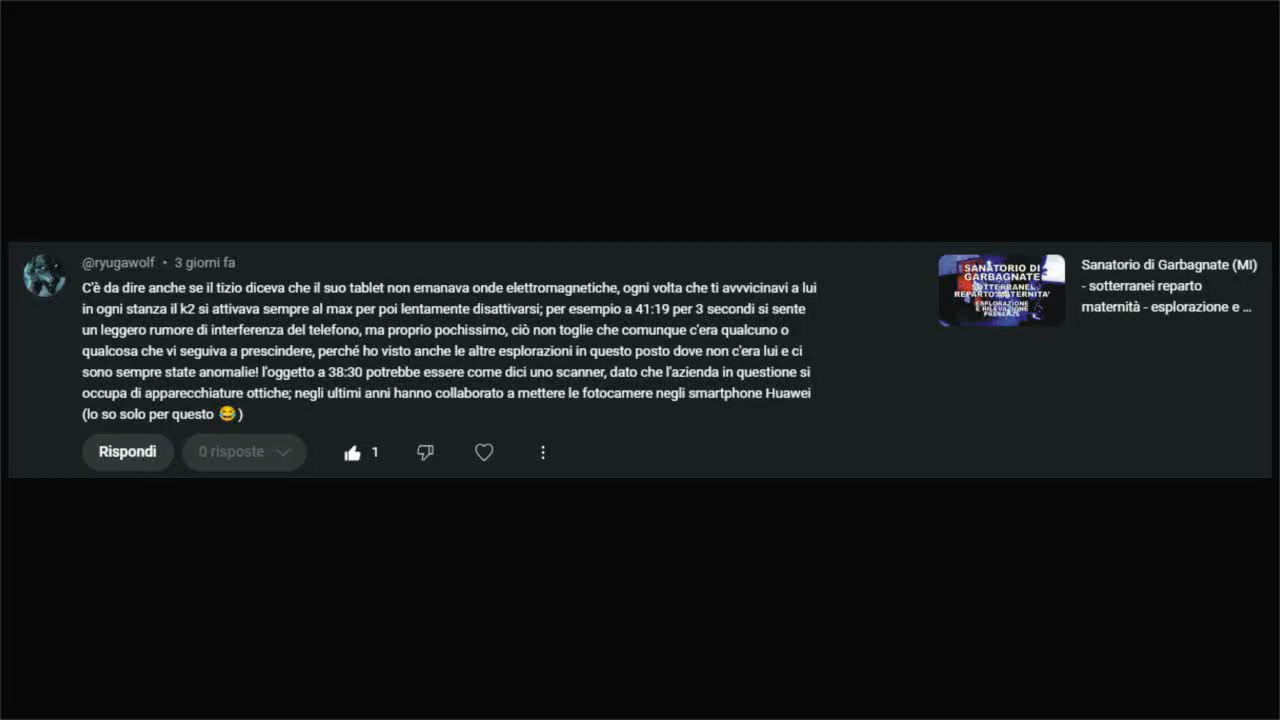 @ryugawolf • 3 giorni fa
C'è da dire anche se il tizio diceva che il suo tablet non emanava onde elettromagnetiche, ogni volta che ti avvvicinavi a lui
in ogni stanza il k2 si attivava sempre al max per poi lentamente disattivarsi; per esempio a 41:19 per 3 secondi si sente
un leggero rumore di interferenza del telefono, ma proprio pochissimo, ciò non toglie che comunque c'era qualcuno o
qualcosa che vi seguiva a prescindere, perché ho visto anche le altre esplorazioni in questo posto dove non c'era lui e ci
sono sempre state anomalie! l'oggetto a 38:30 potrebbe essere come dici uno scanner, dato che l'azienda in questione si
occupa di apparecchiature ottiche; negli ultimi anni hanno collaborato a mettere le fotocamere negli smartphone Huawei
(lo so solo per questo 😂)
Rispondi
0 risposte
1
SANATORIO DI
GARBAGNATE
SOTTERRANEI
REPARTO MATERNITA'
ESPLORAZIONE
E RILEVAZIONE
PRESENZE
Sanatorio di Garbagnate (MI)
- sotterranei reparto
maternità - esplorazione e ...